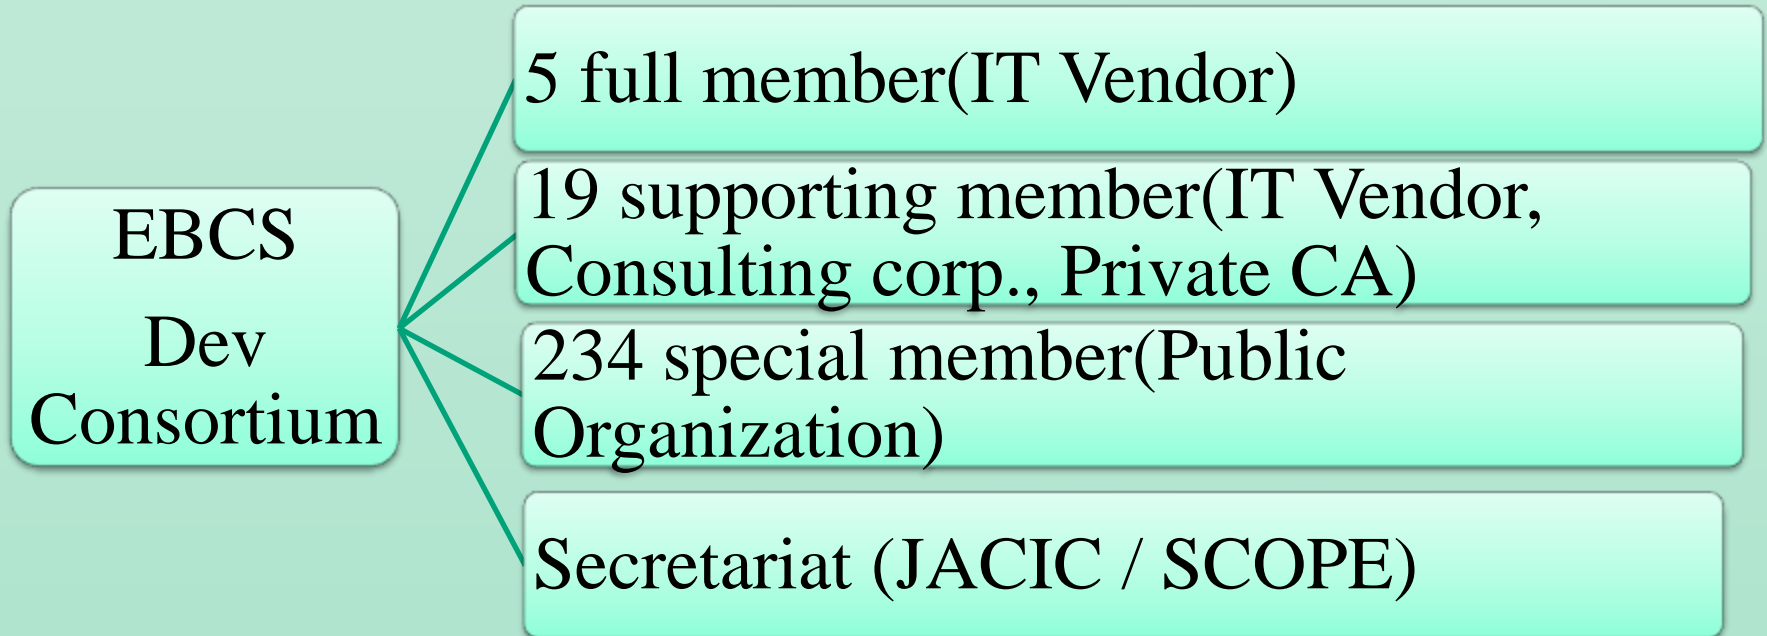 EBCS
Dev
Consortium
5 full member(IT Vendor)
19 supporting member(IT Vendor,
Consulting corp., Private CA)
234 special member(Public
Organization)
Secretariat (JACIC / SCOPE)